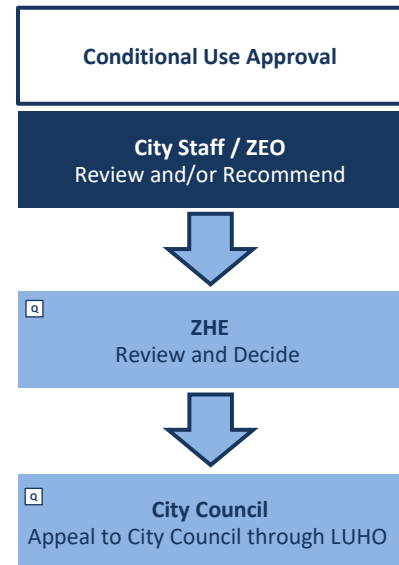 Conditional Use Approval
City Staff / ZEO
Review and/or Recommend
Q
ZHE
Review and Decide
Q
City Council
Appeal to City Council through LUHO